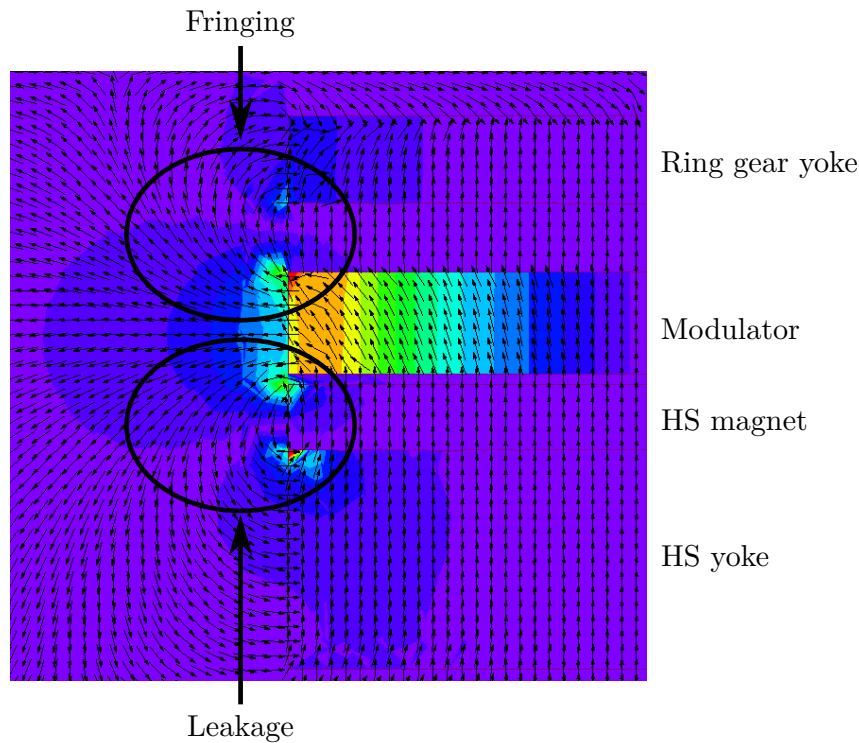 Fringing
Ring gear yoke
Modulator
HS magnet
HS yoke
Leakage